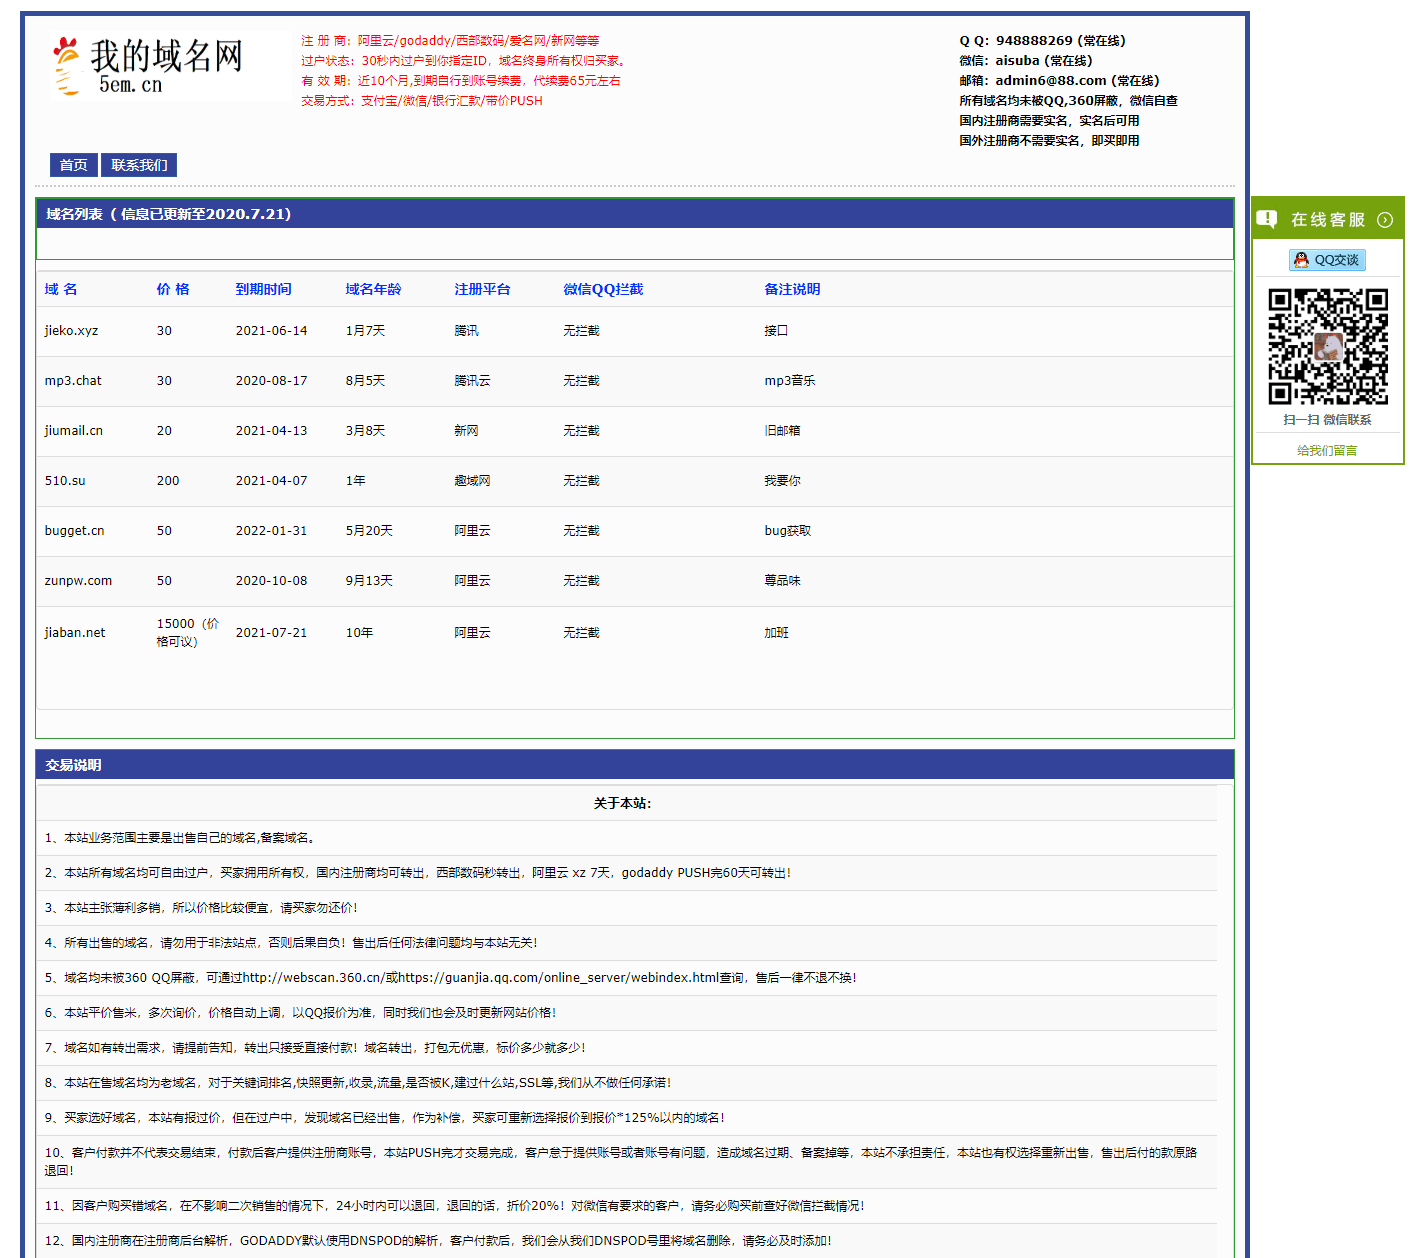 我的域名网
5em.cn
注 册 商：阿里云/godaddy/西部数码/爱名网/新网等等
过户状态：30秒内过户到你指定ID，域名终身所有权归买家。
有 效 期：近10个月,到期自行到账号续费，代续费65元左右
交易方式：支付宝/微信/银行汇款/带价PUSH
Q Q：948888269 (常在线)
微信：aisuba (常在线)
邮箱：admin6@88.com (常在线)
所有域名均未被QQ,360屏蔽，微信自查
国内注册商需要实名，实名后可用
国外注册商不需要实名，即买即用
首页 联系我们
域名列表（ 信息已更新至2020.7.21）
域 名 价 格 到期时间 域名年龄 注册平台 微信QQ拦截 备注说明
jieko.xyz 30 2021-06-14 1月7天 腾讯 无拦截 接口
mp3.chat 30 2020-08-17 8月5天 腾讯云 无拦截 mp3音乐
jiumail.cn 20 2021-04-13 3月8天 新网 无拦截 旧邮箱
510.su 200 2021-04-07 1年 趣域网 无拦截 我要你
bugget.cn 50 2022-01-31 5月20天 阿里云 无拦截 bug获取
zunpw.com 50 2020-10-08 9月13天 阿里云 无拦截 尊品味
jiaban.net 15000（价格可议） 2021-07-21 10年 阿里云 无拦截 加班
在线客服
QQ交谈
扫一扫 微信联系
给我们留言
交易说明
关于本站：
1、本站业务范围主要是出售自己的域名,备案域名。
2、本站所有域名均可自由过户，买家拥用所有权，国内注册商均可转出，西部数码秒转出，阿里云 xz 7天，godaddy PUSH完60天可转出！
3、本站主张薄利多销，所以价格比较便宜，请买家勿还价！
4、所有出售的域名，请勿用于非法站点，否则后果自负！售出后任何法律问题均与本站无关！
5、域名均未被360 QQ屏蔽，可通过http://webscan.360.cn/或https://guanjia.qq.com/online_server/webindex.html查询，售后一律不退不换！
6、本站平价售米，多次询价，价格自动上调，以QQ报价为准，同时我们也会及时更新网站价格！
7、域名如有转出需求，请提前告知，转出只接受直接付款！域名转出，打包无优惠，标价多少就多少！
8、本站在售域名均为老域名，对于关键词排名,快照更新,收录,流量,是否被K,建过什么站,SSL等,我们从不做任何承诺！
9、买家选好域名，本站有报过价，但在过户中，发现域名已经出售，作为补偿，买家可重新选择报价到报价*125%以内的域名！
10、客户付款并不代表交易结束，付款后客户提供注册商账号，本站PUSH完才交易完成，客户怠于提供账号或者账号有问题，造成域名过期、备案掉等，本站不承担责任，本站也有权选择重新出售，售出后付的款原路
退回！
11、因客户购买错域名，在不影响二次销售的情况下，24小时内可以退回，退回的话，折价20%！对微信有要求的客户，请务必购买前查好微信拦截情况！
12、国内注册商在注册商后台解析，GODADDY默认使用DNSPOD的解析，客户付款后，我们会从我们DNSPOD号里将域名删除，请务必及时添加！